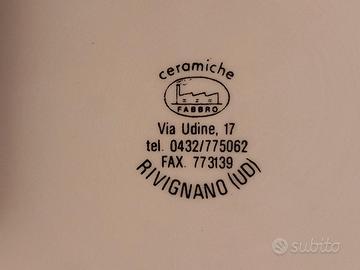 ceramiche
FABBRO
Via Udine, 17
tel. 0432/775062
FAX. 773139
RIVIGNANO (UD)
subito